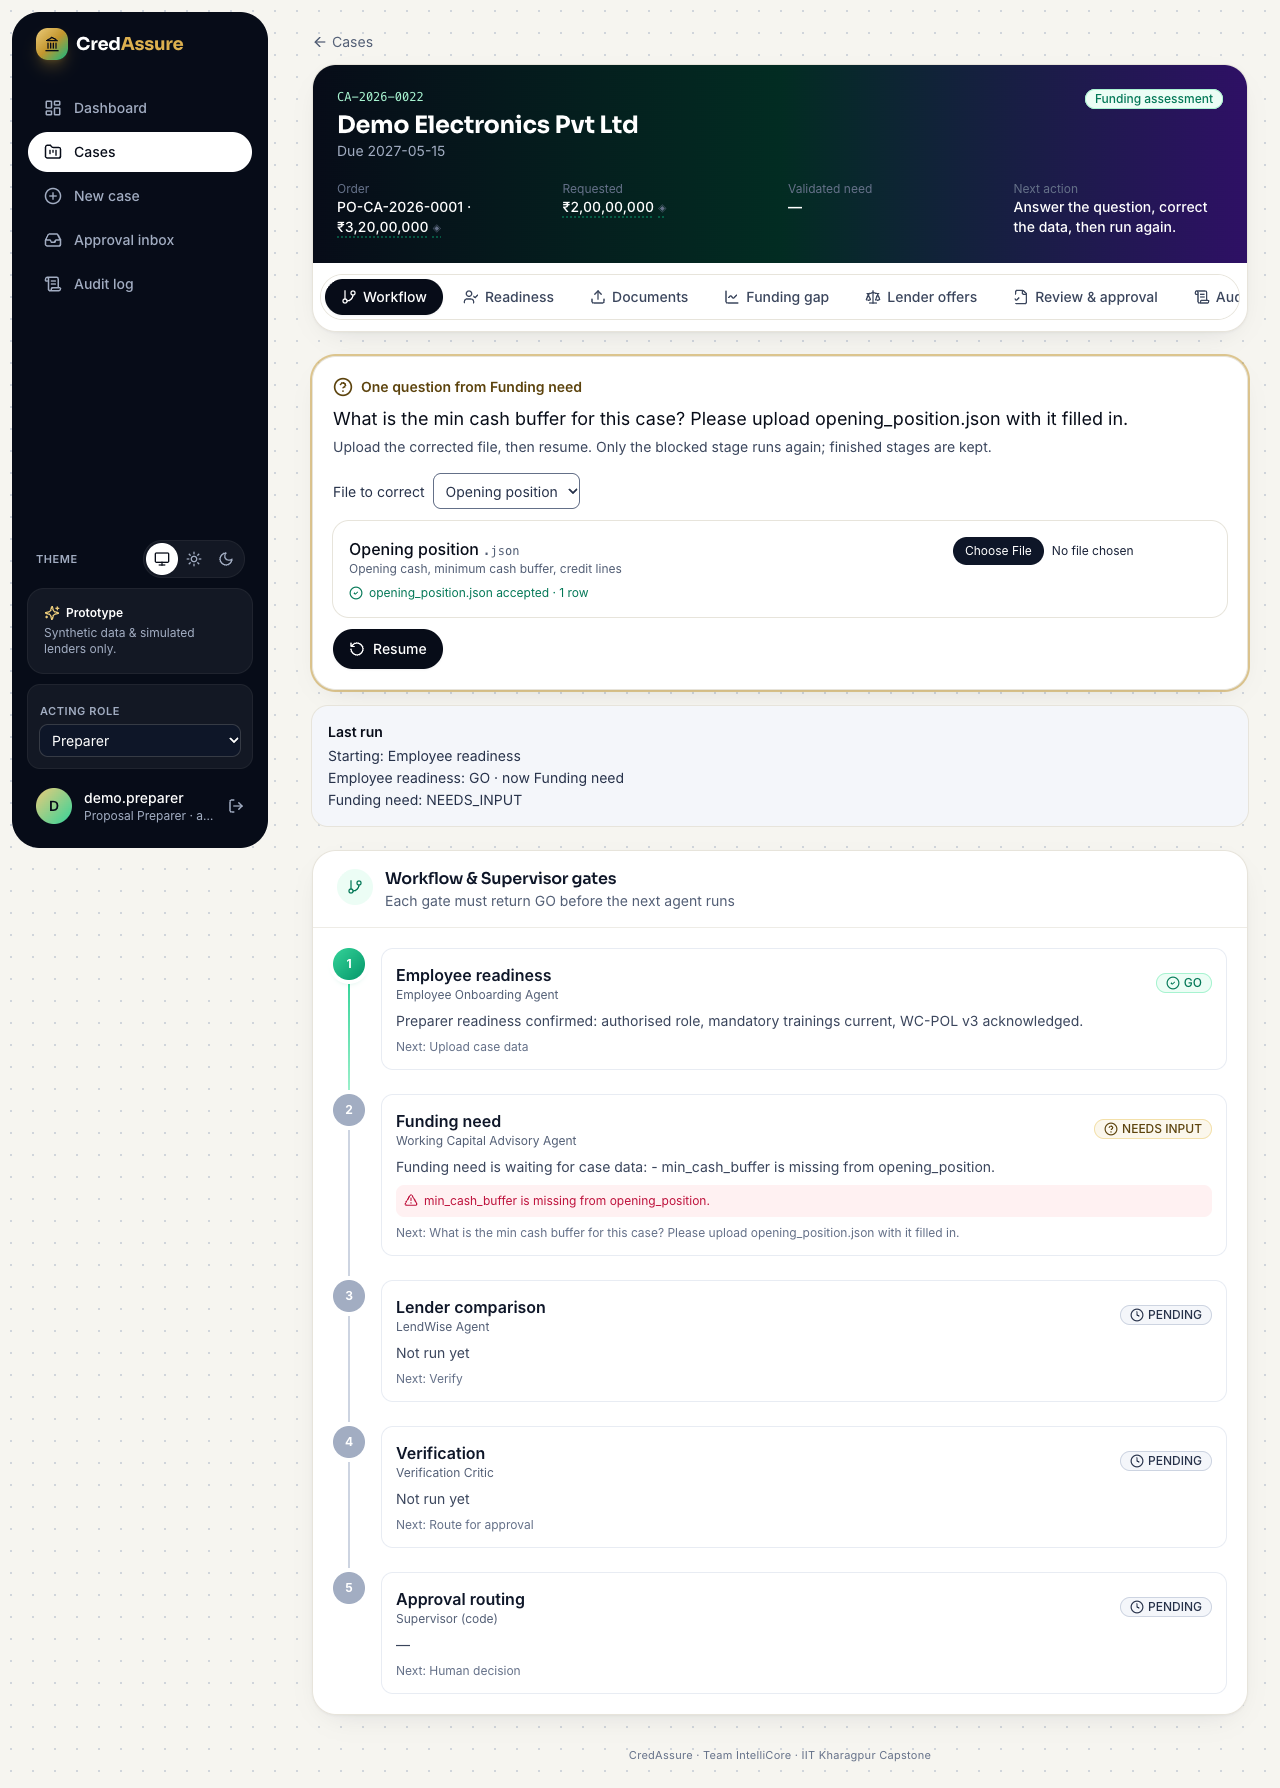 CredAssure
Dashboard
Cases
New case
Approval inbox
Audit log
THEME
Prototype
Synthetic data & simulated
lenders only.
ACTING ROLE
Preparer
D
demo.preparer
Proposal Preparer · a...
← Cases
CA-2026-0022
Funding assessment
Demo Electronics Pvt Ltd
Due 2027-05-15
Order
PO-CA-2026-0001 ·
₹3,20,00,000
Requested
₹2,00,00,000
Validated need
—
Next action
Answer the question, correct
the data, then run again.
Workflow
Readiness
Documents
Funding gap
Lender offers
Review & approval
Aud
One question from Funding need
What is the min cash buffer for this case? Please upload opening_position.json with it filled in.
Upload the corrected file, then resume. Only the blocked stage runs again; finished stages are kept.
File to correct
Opening position
Opening position .json
Opening cash, minimum cash buffer, credit lines
opening_position.json accepted · 1 row
Choose File
No file chosen
Resume
Last run
Starting: Employee readiness
Employee readiness: GO · now Funding need
Funding need: NEEDS_INPUT
Workflow & Supervisor gates
Each gate must return GO before the next agent runs
1
Employee readiness
Employee Onboarding Agent
GO
Preparer readiness confirmed: authorised role, mandatory trainings current, WC-POL v3 acknowledged.
Next: Upload case data
2
Funding need
Working Capital Advisory Agent
NEEDS INPUT
Funding need is waiting for case data: - min_cash_buffer is missing from opening_position.
min_cash_buffer is missing from opening_position.
Next: What is the min cash buffer for this case? Please upload opening_position.json with it filled in.
3
Lender comparison
LendWise Agent
PENDING
Not run yet
Next: Verify
4
Verification
Verification Critic
PENDING
Not run yet
Next: Route for approval
5
Approval routing
Supervisor (code)
PENDING
—
Next: Human decision
CredAssure · Team IntelliCore · IIT Kharagpur Capstone